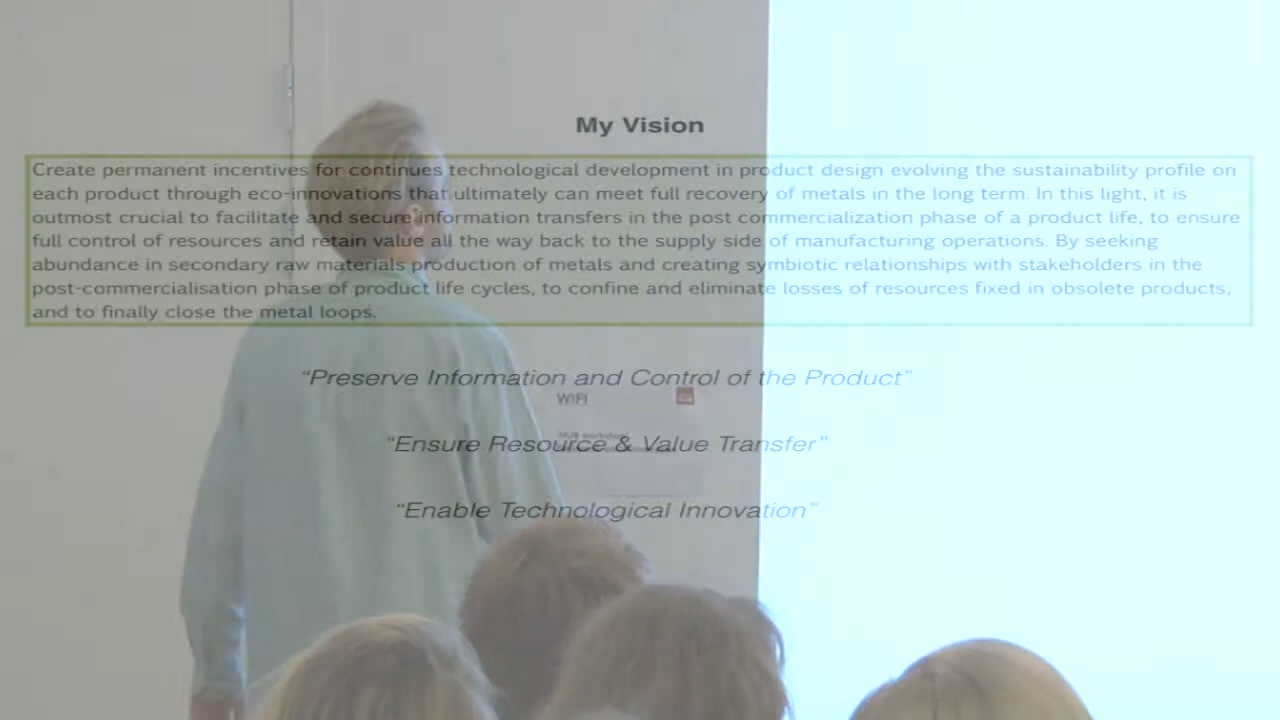 My Vision
Create permanent incentives for continues technological development in product design evolving the sustainability profile on
each product through eco-innovations that ultimately can meet full recovery of metals in the long term. In this light, it is
outmost crucial to facilitate and secure information transfers in the post commercialization phase of a product life, to ensure
full control of resources and retain value all the way back to the supply side of manufacturing operations. By seeking
abundance in secondary raw materials production of metals and creating symbiotic relationships with stakeholders in the
post-commercialisation phase of product life cycles, to confine and eliminate losses of resources fixed in obsolete products,
and to finally close the metal loops.
“Preserve Information and Control of the Product”
WIFI
“Ensure Resource & Value Transfer”
“Enable Technological Innovation”